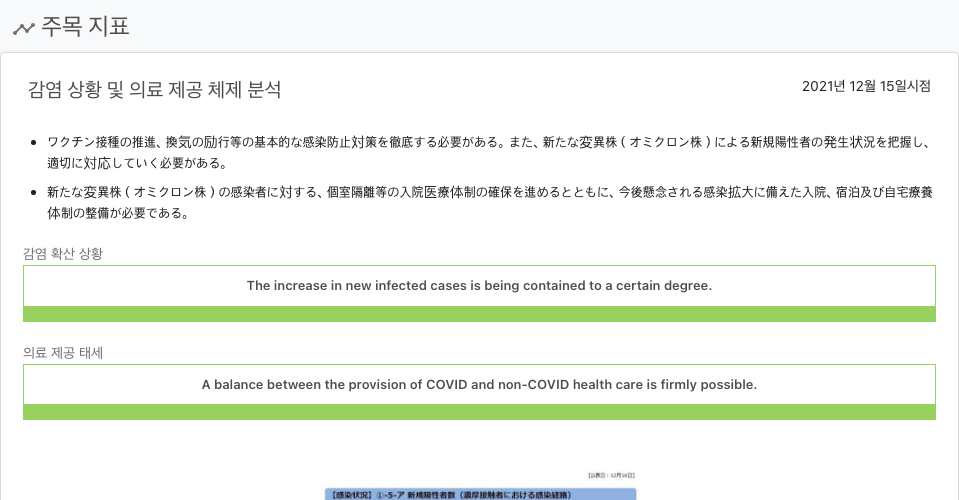 주목 지표
감염 상황 및 의료 제공 체제 분석
2021년 12월 15일시점
ワクチン接種の推進、換気の励行等の基本的な感染防止対策を徹底する必要がある。また、新たな変異株（オミクロン株）による新規陽性者の発生状況を把握し、
適切に対応していく必要がある。
新たな変異株（オミクロン株）の感染者に対する、個室隔離等の入院医療体制の確保を進めるとともに、今後懸念される感染拡大に備えた入院、宿泊及び自宅療養
体制の整備が必要である。
감염 확산 상황
The increase in new infected cases is being contained to a certain degree.
의료 제공 태세
A balance between the provision of COVID and non-COVID health care is firmly possible.
【感染状況】①-5-ア 新規陽性者数（濃厚接触者における感染経路）